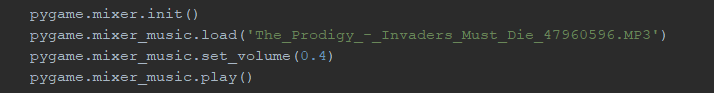 pygame.mixer.init()
pygame.mixer_music.load('The_Prodigy_-_Invaders_Must_Die_47960596.MP3')
pygame.mixer_music.set_volume(0.4)
pygame.mixer_music.play()